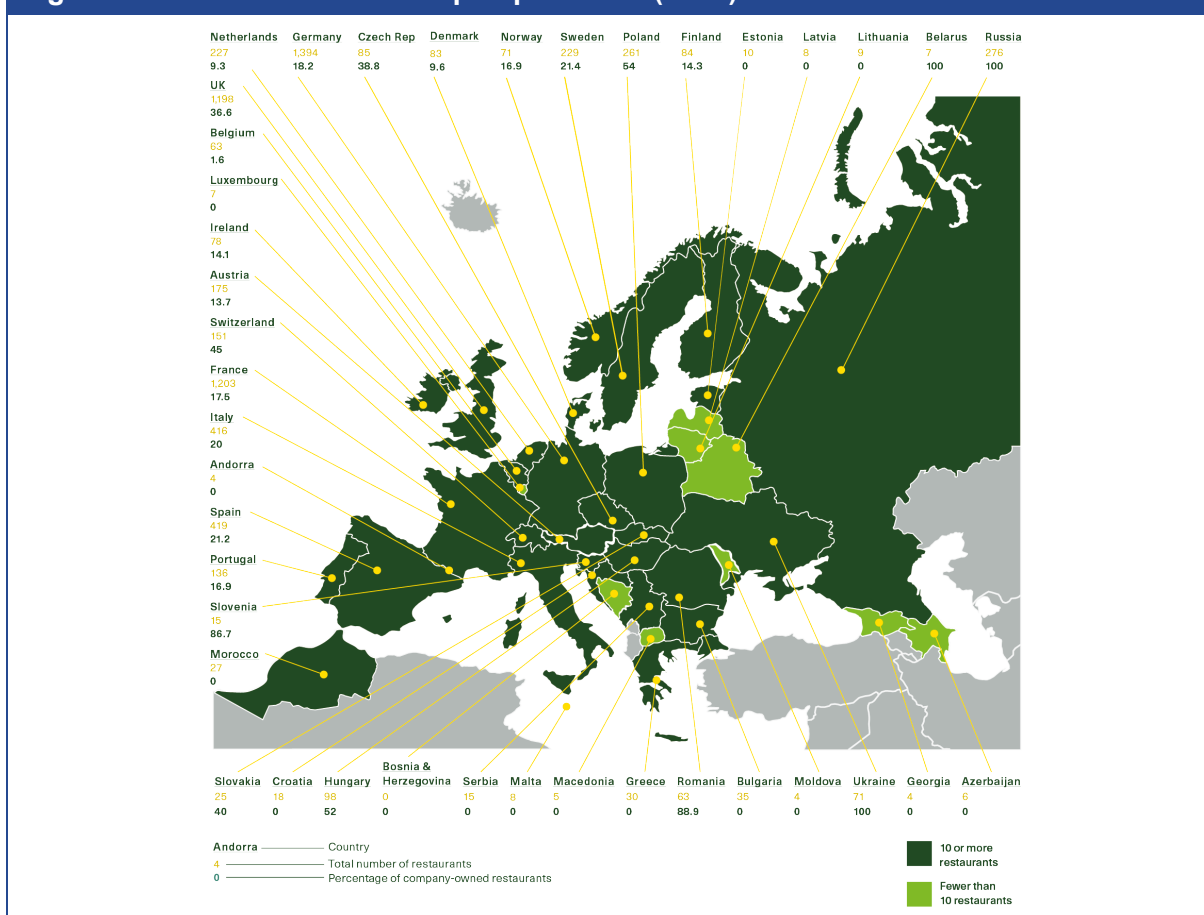 Netherlands
227
9.3
Germany
1,394
18.2
Czech Rep
85
38.8
Denmark
83
9.6
Norway
71
16.9
Sweden
229
21.4
Poland
261
54
Finland
84
14.3
Estonia
10
0
Latvia
8
0
Lithuania
9
0
Belarus
7
100
Russia
276
100
UK
1,198
36.6
Belgium
63
1.6
Luxembourg
7
0
Ireland
78
14.1
Austria
175
13.7
Switzerland
151
45
France
1,203
17.5
Italy
416
20
Andorra
4
0
Spain
419
21.2
Portugal
136
16.9
Slovenia
15
86.7
Morocco
27
0
Slovakia
25
40
Croatia
18
0
Hungary
98
52
Bosnia &
Herzegovina
0
0
Serbia
15
0
Malta
8
0
Macedonia
5
0
Greece
30
0
Romania
63
88.9
Bulgaria
35
0
Moldova
4
0
Ukraine
71
100
Georgia
4
0
Azerbaijan
6
0
Andorra Country
4 Total number of restaurants
0 Percentage of company-owned restaurants
10 or more
restaurants
Fewer than
10 restaurants